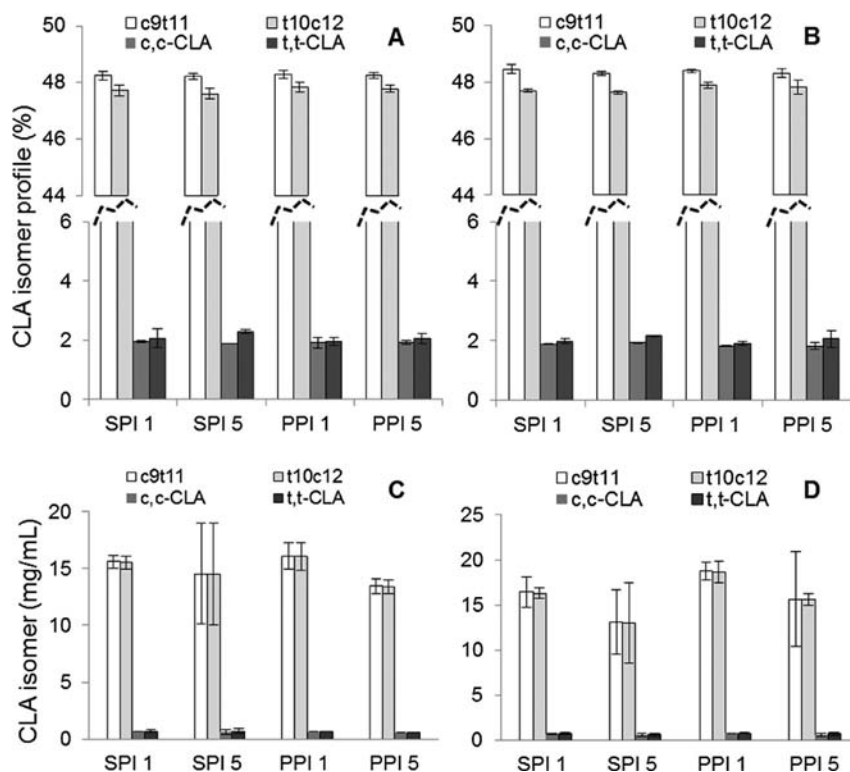 c9t11 t10c12
c,c-CLA t,t-CLA
A
50
48
46
44
6
4
2
0
CLA isomer profile (%)
SPI 1 SPI 5 PPI 1 PPI 5
c9t11 t10c12
c,c-CLA t,t-CLA
B
50
48
46
44
6
4
2
0
SPI 1 SPI 5 PPI 1 PPI 5
c9t11 t10c12
c,c-CLA t,t-CLA
C
20
15
10
5
0
CLA isomer (mg/mL)
SPI 1 SPI 5 PPI 1 PPI 5
c9t11 t10c12
c,c-CLA t,t-CLA
D
25
20
15
10
5
0
SPI 1 SPI 5 PPI 1 PPI 5